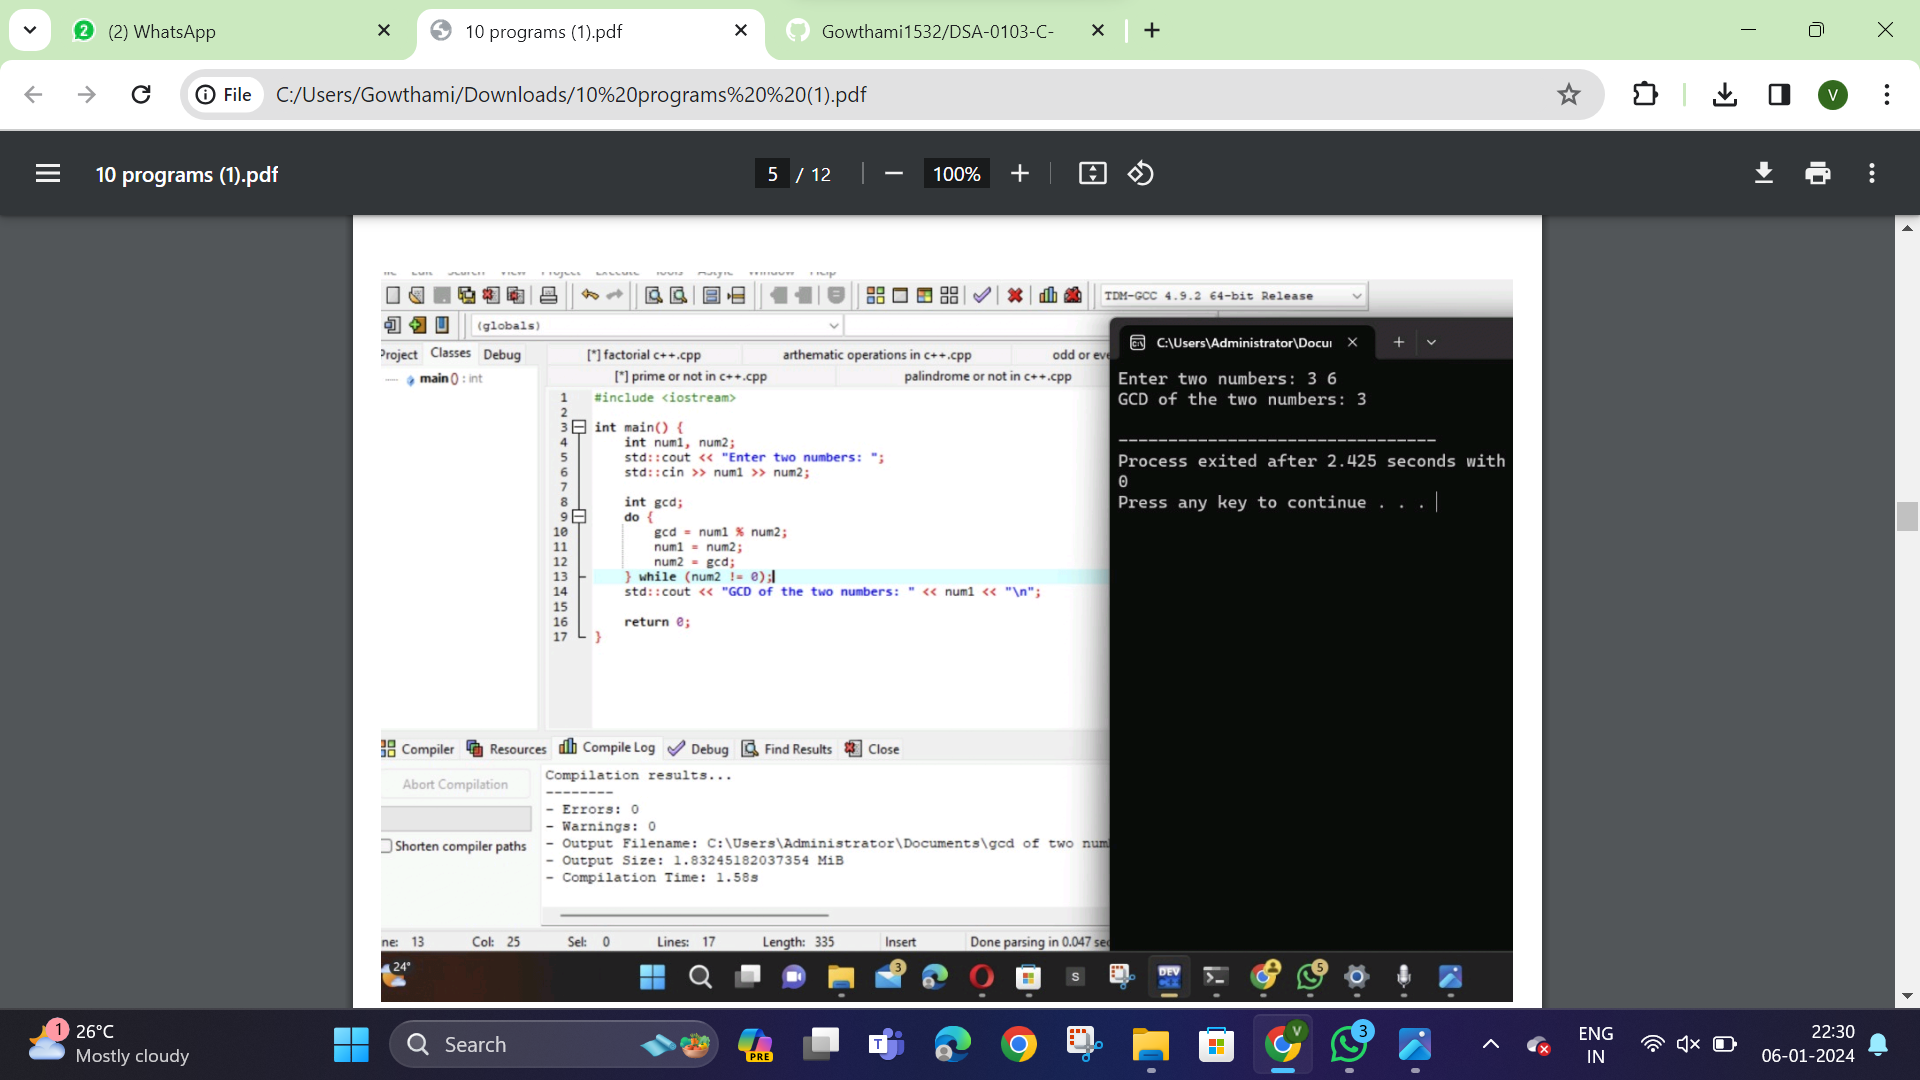 2 (2) WhatsApp
10 programs (1).pdf
Gowthami1532/DSA-0103-C-
File C:/Users/Gowthami/Downloads/10%20programs%20%20(1).pdf
V
10 programs (1).pdf
5 / 12
100%
TDM-GCC 4.9.2 64-bit Release
(globals)
Project Classes Debug
main() : int
[*] factorial c++.cpp arthematic operations in c++.cpp odd or eve
[*] prime or not in c++.cpp palindrome or not in c++.cpp
1 #include <iostream>
2
3 int main() {
4 int num1, num2;
5 std::cout << "Enter two numbers: ";
6 std::cin >> num1 >> num2;
7
8 int gcd;
9 do {
10 gcd = num1 % num2;
11 num1 = num2;
12 num2 = gcd;
13 } while (num2 != 0);
14 std::cout << "GCD of the two numbers: " << num1 << "\n";
15
16 return 0;
17 }
C:\Users\Administrator\Docu
Enter two numbers: 3 6
GCD of the two numbers: 3
--------------------------------
Process exited after 2.425 seconds with
0
Press any key to continue . . .
Compiler Resources Compile Log Debug Find Results Close
Abort Compilation
Shorten compiler paths
Compilation results...
--------
- Errors: 0
- Warnings: 0
- Output Filename: C:\Users\Administrator\Documents\gcd of two num
- Output Size: 1.83245182037354 MiB
- Compilation Time: 1.58s
ne: 13 Col: 25 Sel: 0 Lines: 17 Length: 335 Insert Done parsing in 0.047 sec
24°
3
S
DEV
5
1
26°C
Mostly cloudy
Search
PRE
T
V
3
ENG
IN
22:30
06-01-2024